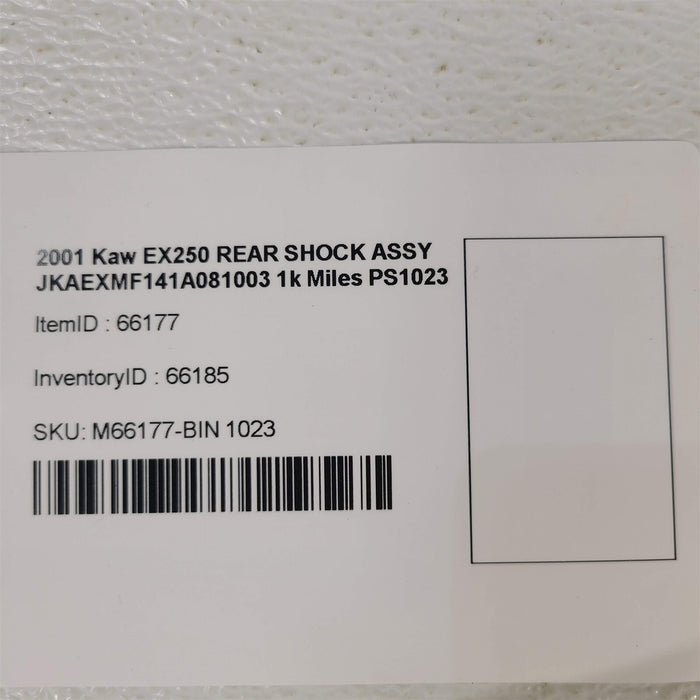 2001 Kaw EX250 REAR SHOCK ASSY
JKAEXMF141A081003 1k Miles PS1023
ItemID : 66177
InventoryID : 66185
SKU: M66177-BIN 1023